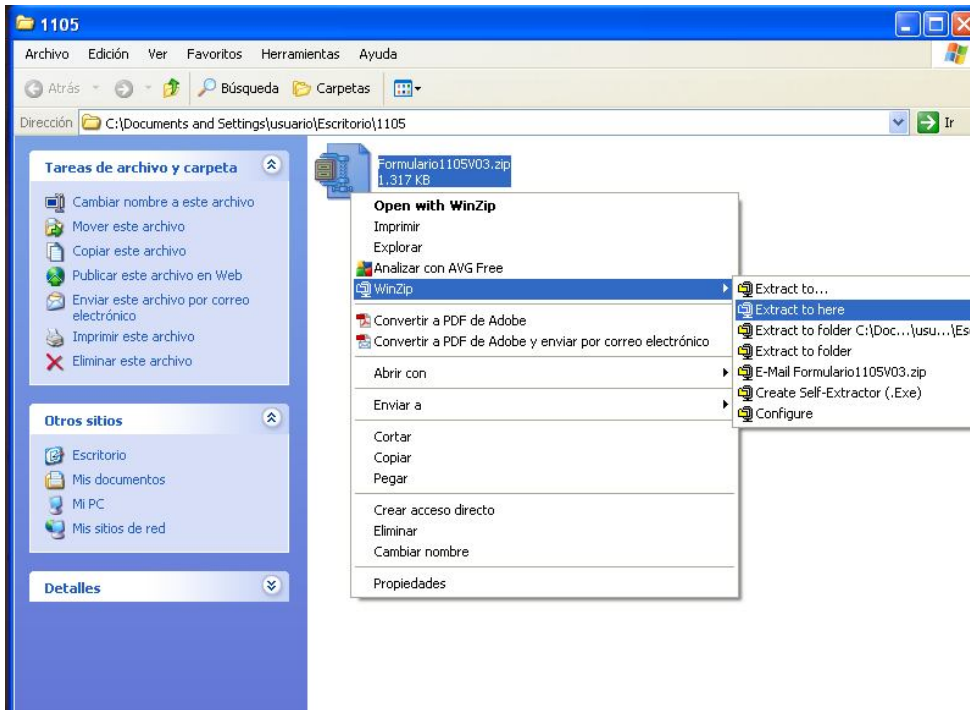 1105
Archivo Edición Ver Favoritos Herramientas Ayuda
Atrás Búsqueda Carpetas
Dirección C:\Documents and Settings\usuario\Escritorio\1105 Ir
Tareas de archivo y carpeta
Cambiar nombre a este archivo
Mover este archivo
Copiar este archivo
Publicar este archivo en Web
Enviar este archivo por correo
electrónico
Imprimir este archivo
Eliminar este archivo
Otros sitios
Escritorio
Mis documentos
Mi PC
Mis sitios de red
Detalles
Formulario1105V03.zip
1.317 KB
Open with WinZip
Imprimir
Explorar
Analizar con AVG Free
WinZip
Convertir a PDF de Adobe
Convertir a PDF de Adobe y enviar por correo electrónico
Abrir con
Enviar a
Cortar
Copiar
Pegar
Crear acceso directo
Eliminar
Cambiar nombre
Propiedades
Extract to...
Extract to here
Extract to folder C:\Doc...\usu...\Es
Extract to folder
E-Mail Formulario1105V03.zip
Create Self-Extractor (.Exe)
Configure